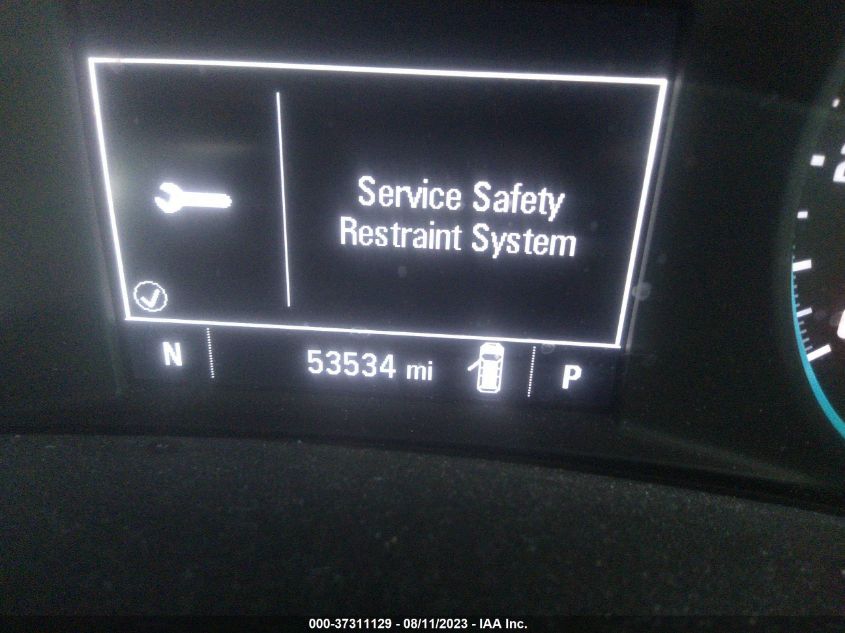 Service Safety
Restraint System
N 53534 mi P
000-37311129 - 08/11/2023 - IAA Inc.